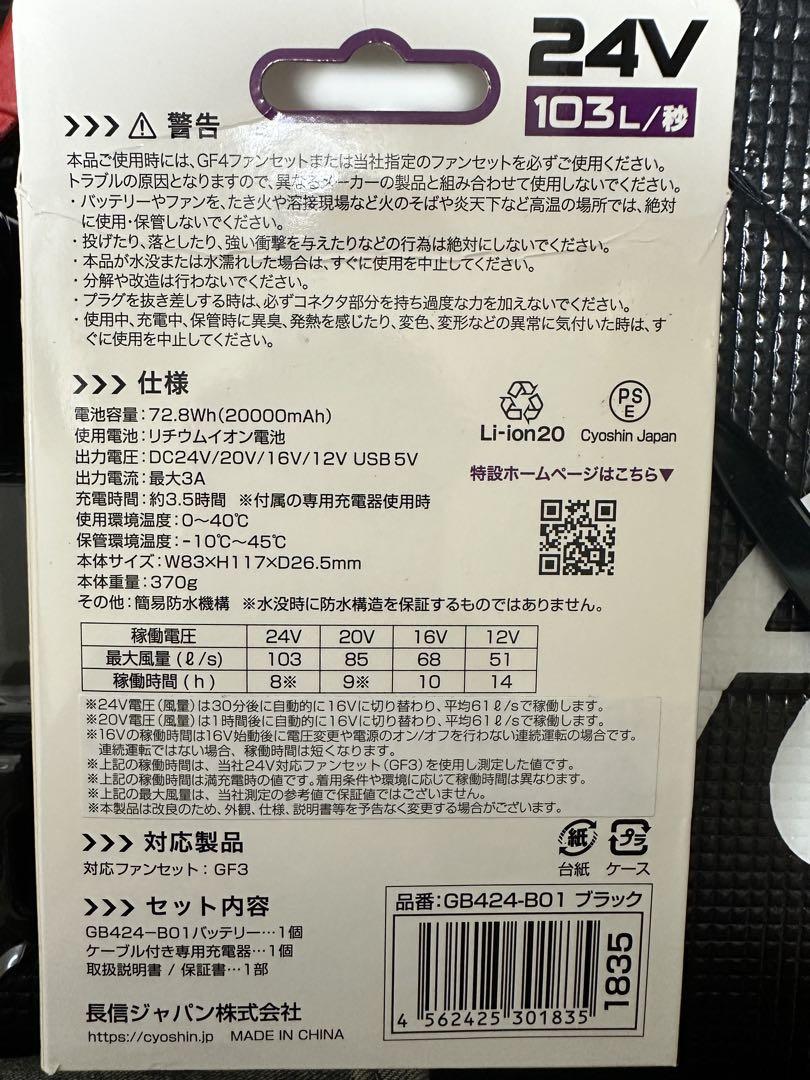 24V
103L/秒
警告
本品ご使用時には、GF4ファンセットまたは当社指定のファンセットを必ずご使用ください。
トラブルの原因となりますので、異なるメーカーの製品と組み合わせて使用しないでください。
・バッテリーやファンを、たき火や溶接現場など火のそばや炎天下など高温の場所では、絶対
に使用・保管しないでください。
・投げたり、落としたり、強い衝撃を与えたりなどの行為は絶対にしないでください。
・本品が水没または水濡れした場合は、すぐに使用を中止してください。
・分解や改造は行わないでください。
・プラグを抜き差しする時は、必ずコネクタ部分を持ち過度な力を加えないでください。
・使用中、充電中、保管時に異臭、発熱を感じたり、変色、変形などの異常に気付いた時は、す
ぐに使用を中止してください。
仕様
電池容量：72.8Wh(20000mAh)
使用電池：リチウムイオン電池
出力電圧：DC24V/20V/16V/12V USB 5V
出力電流：最大3A
充電時間：約3.5時間 ※付属の専用充電器使用時
使用環境温度：0〜40℃
保管環境温度：-10℃〜45℃
本体サイズ：W83×H117×D26.5mm
本体重量：370g
その他：簡易防水機構 ※水没時に防水構造を保証するものではありません。
Li-ion20
PS
E
Cyoshin Japan
特設ホームページはこちら▼
稼働電圧 24V 20V 16V 12V
最大風量(ℓ/s) 103 85 68 51
稼働時間(h) 8※ 9※ 10 14
※24V電圧(風量)は30分後に自動的に16Vに切り替わり、平均61ℓ/sで稼働します。
※20V電圧(風量)は1時間後に自動的に16Vに切り替わり、平均61ℓ/sで稼働します。
※16Vの稼働時間は16V始動後に電圧変更や電源のオン/オフを行わない連続運転の場合です。
連続運転ではない場合、稼働時間は短くなります。
※上記の稼働時間は、当社24V対応ファンセット(GF3)を使用し測定した値です。
※上記の稼働時間は満充電時の値です。着用条件や環境に応じて稼働時間は異なります。
※上記の最大風量は、当社測定の参考値で保証値ではございません。
※本製品は改良のため、外観、仕様、説明書等を予告なく変更する場合がございます。
対応製品
対応ファンセット：GF3
紙
台紙
プラ
ケース
セット内容
GB424-B01バッテリー…1個
ケーブル付き専用充電器…1個
取扱説明書 / 保証書…1部
長信ジャパン株式会社
https://cyoshin.jp MADE IN CHINA
品番：GB424-B01 ブラック
1835
4 562425 301835